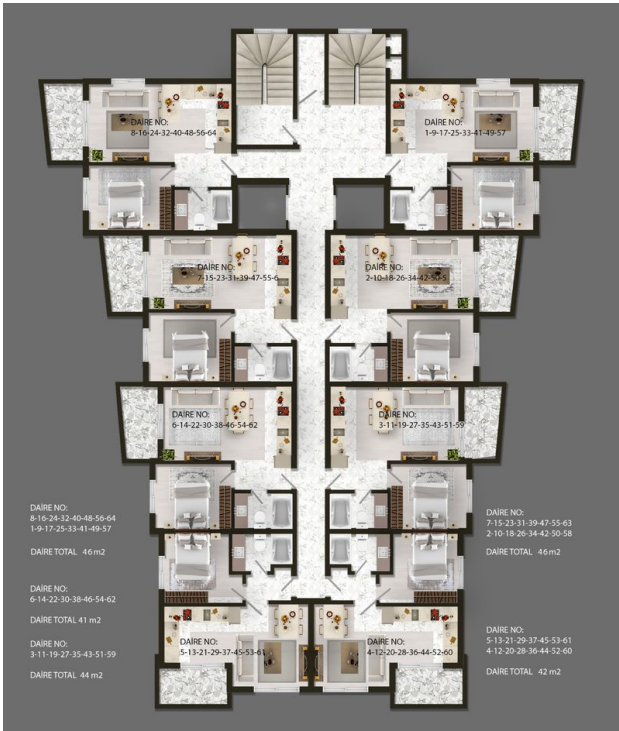 DAİRE NO:
8-16-24-32-40-48-56-64
DAİRE NO:
1-9-17-25-33-41-49-57
DAİRE NO:
7-15-23-31-39-47-55-6
DAİRE NO:
2-10-18-26-34-42-50-5
DAİRE NO:
6-14-22-30-38-46-54-62
DAİRE NO:
3-11-19-27-35-43-51-59
DAİRE NO:
8-16-24-32-40-48-56-64
1-9-17-25-33-41-49-57
DAİRE TOTAL 46 m2
DAİRE NO:
7-15-23-31-39-47-55-63
2-10-18-26-34-42-50-58
DAİRE TOTAL 46 m2
DAİRE NO:
6-14-22-30-38-46-54-62
DAİRE TOTAL 41 m2
DAİRE NO:
3-11-19-27-35-43-51-59
DAİRE TOTAL 44 m2
DAİRE NO:
5-13-21-29-37-45-53-61
DAİRE NO:
4-12-20-28-36-44-52-60
DAİRE NO:
5-13-21-29-37-45-53-61
4-12-20-28-36-44-52-60
DAİRE TOTAL 42 m2